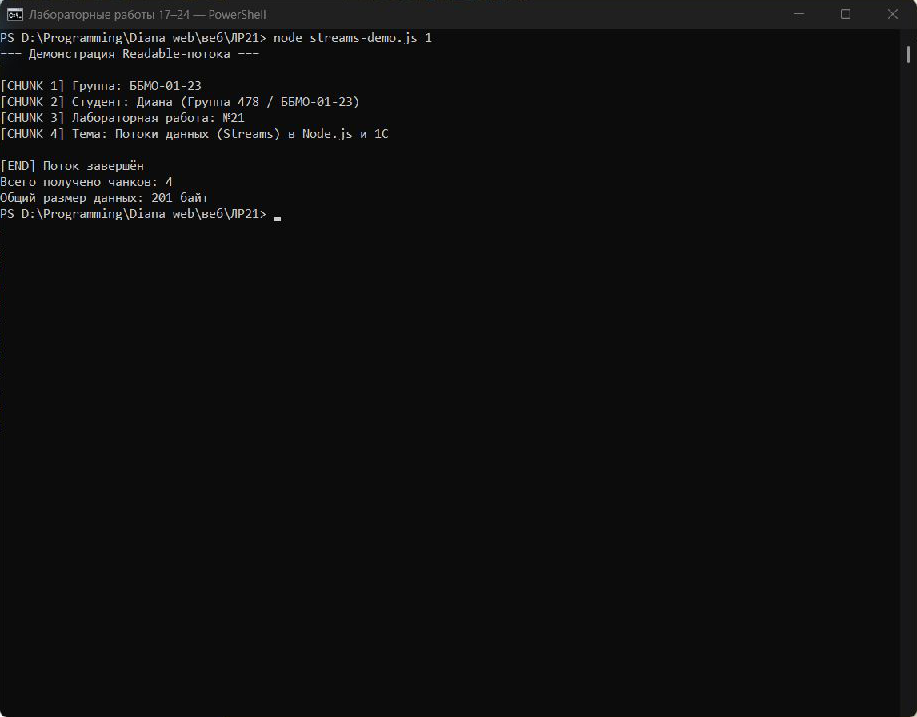 Лабораторные работы 17–24 — PowerShell
PS D:\Programming\Diana web\веб\ЛР21> node streams-demo.js 1
=== Демонстрация Readable-потока ===
[CHUNK 1] Группа: ББМО-01-23
[CHUNK 2] Студент: Диана (Группа 478 / ББМО-01-23)
[CHUNK 3] Лабораторная работа: №21
[CHUNK 4] Тема: Потоки данных (Streams) в Node.js и 1С
[END] Поток завершён
Всего получено чанков: 4
Общий размер данных: 201 байт
PS D:\Programming\Diana web\веб\ЛР21>